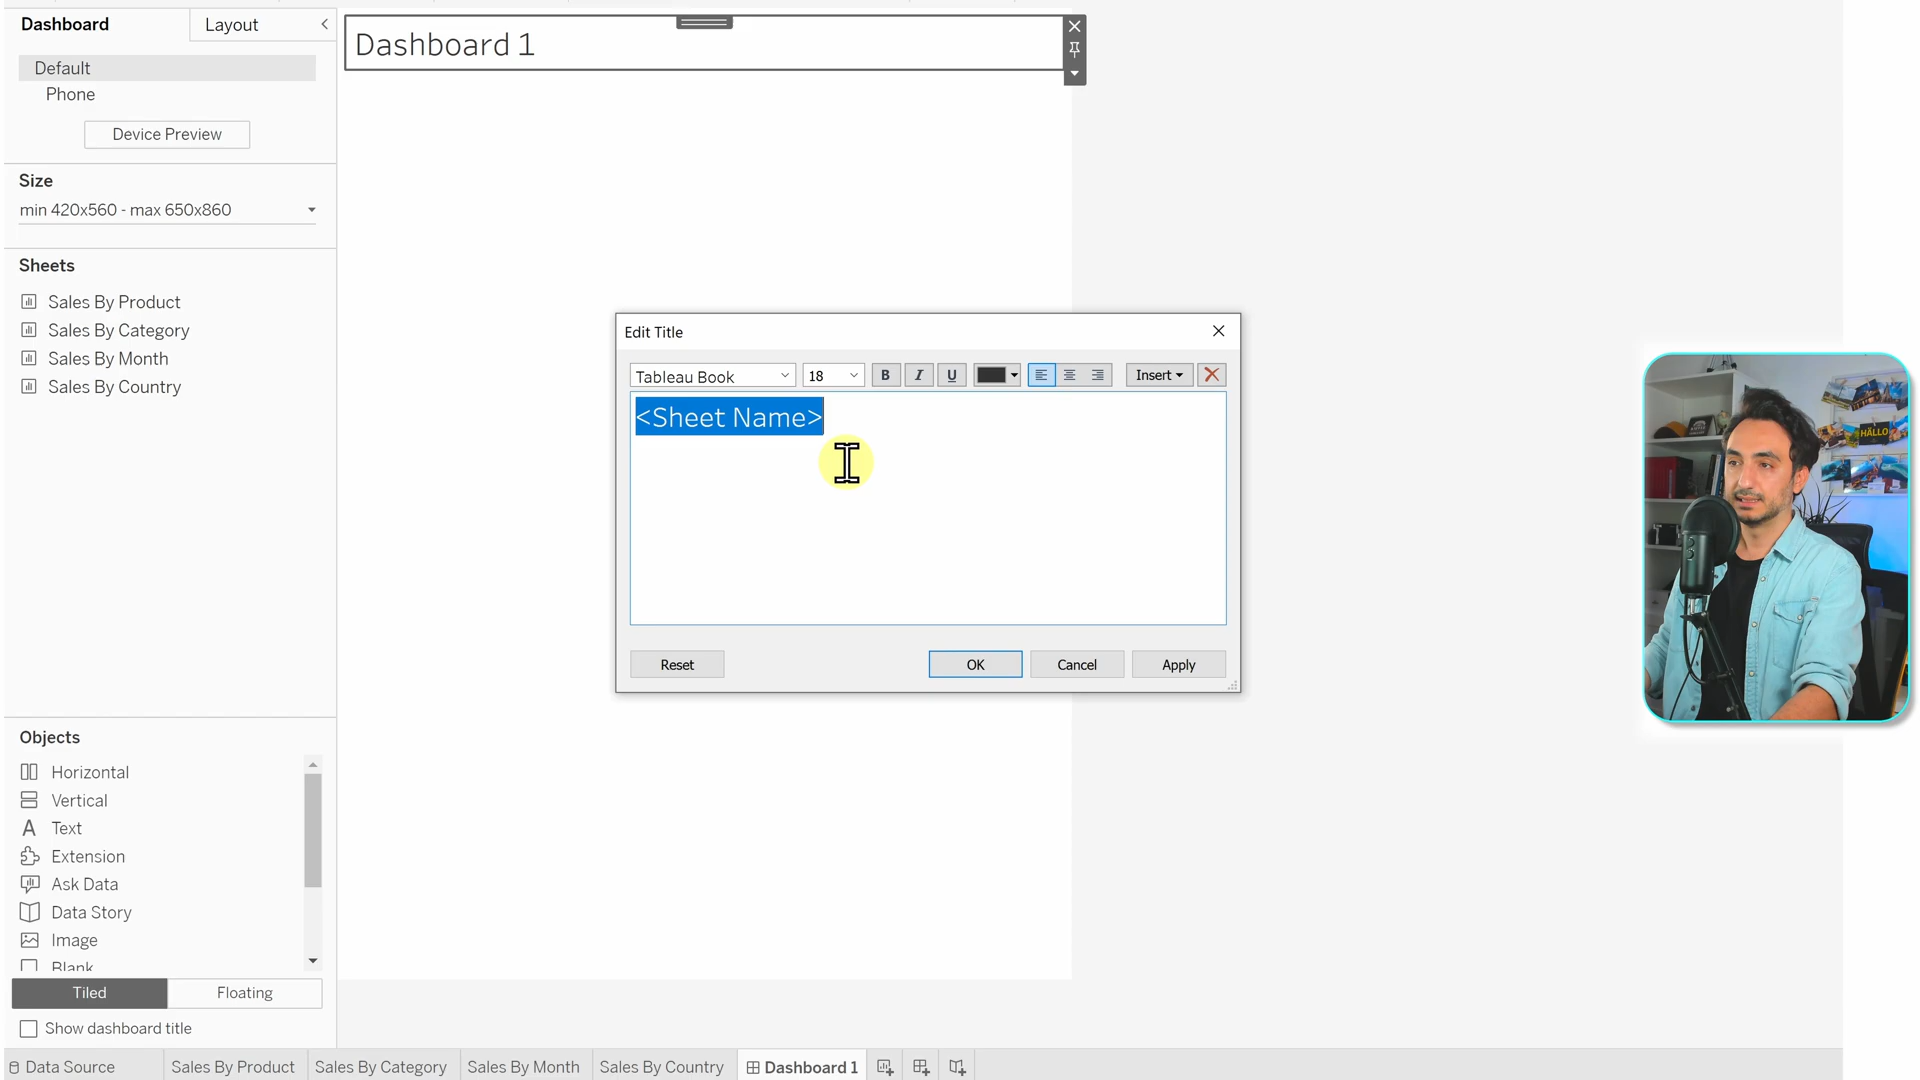 Dashboard
Layout
Default
Phone
Device Preview
Size
min 420x560 - max 650x860
Sheets
Sales By Product
Sales By Category
Sales By Month
Sales By Country
Objects
Horizontal
Vertical
Text
Extension
Ask Data
Data Story
Image
Blank
Tiled
Floating
Show dashboard title
Dashboard 1
Edit Title
Tableau Book
18
B
I
U
Insert
<Sheet Name>
Reset
OK
Cancel
Apply
HALLO
Data Source
Sales By Product
Sales By Category
Sales By Month
Sales By Country
Dashboard 1